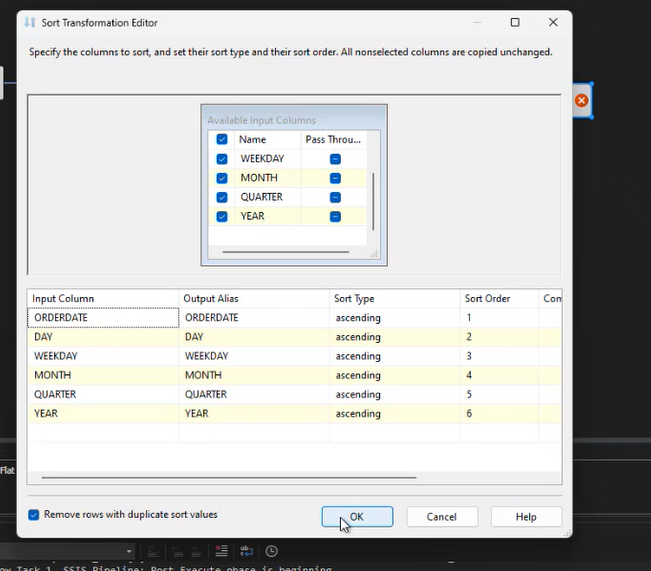 Sort Transformation Editor
Specify the columns to sort, and set their sort type and their sort order. All nonselected columns are copied unchanged.
Available Input Columns
Name Pass Throu...
WEEKDAY
MONTH
QUARTER
YEAR
Input Column Output Alias Sort Type Sort Order Com
ORDERDATE ORDERDATE ascending 1
DAY DAY ascending 2
WEEKDAY WEEKDAY ascending 3
MONTH MONTH ascending 4
QUARTER QUARTER ascending 5
YEAR YEAR ascending 6
Flat
Remove rows with duplicate sort values OK Cancel Help
ow Task 1, SSIS.Pipeline: Post Execute phase is beginning.